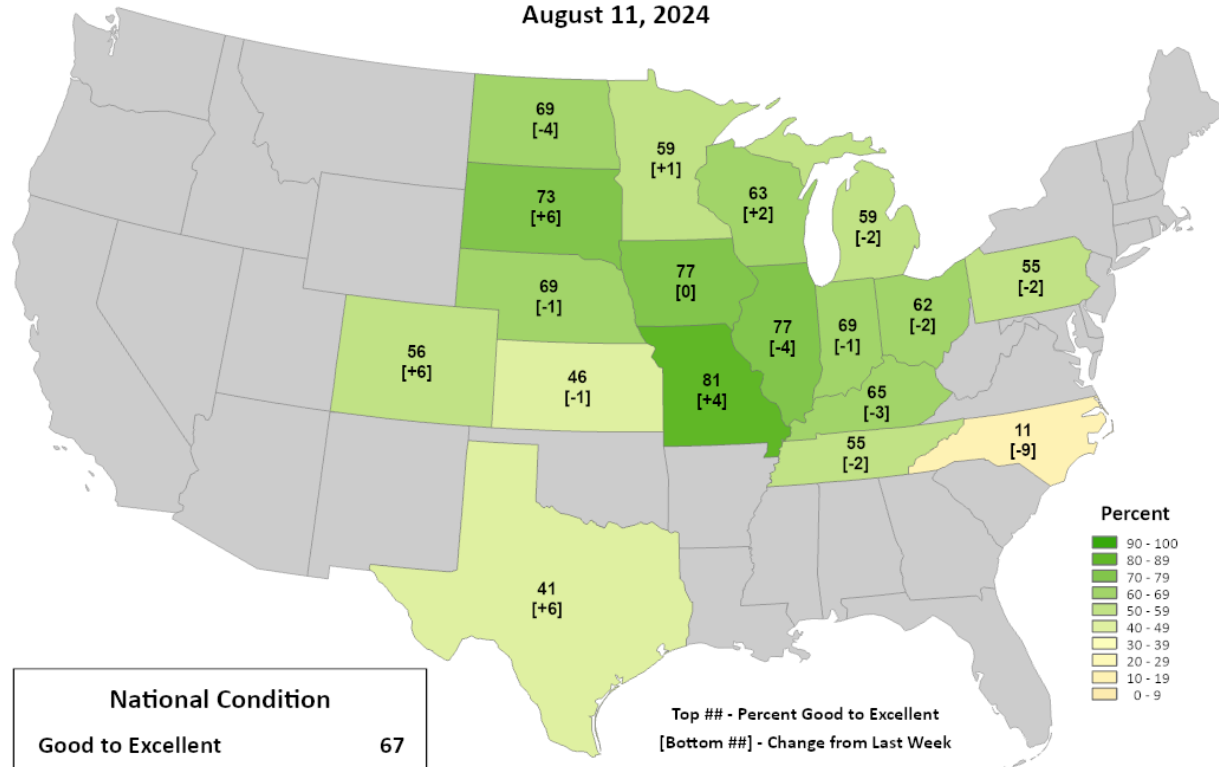 August 11, 2024
69
[-4]
59
[+1]
73
[+6]
63
[+2]
59
[-2]
69
[-1]
77
[0]
55
[-2]
77
[-4]
69
[-1]
62
[-2]
56
[+6]
46
[-1]
81
[+4]
65
[-3]
55
[-2]
11
[-9]
41
[+6]
Percent
90 - 100
80 - 89
70 - 79
60 - 69
50 - 59
40 - 49
30 - 39
20 - 29
10 - 19
0 - 9
National Condition
Good to Excellent 67
Top ## - Percent Good to Excellent
[Bottom ##] - Change from Last Week